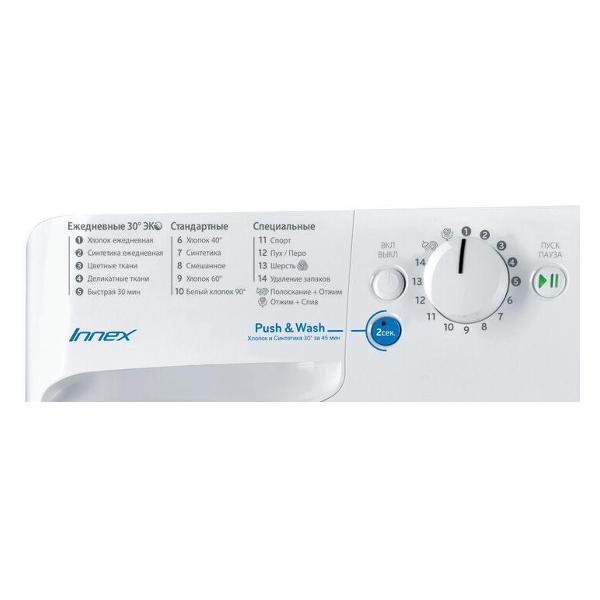 Ежедневные 30° ЭКО
1 Хлопок ежедневная
2 Синтетика ежедневная
3 Цветные ткани
4 Деликатные ткани
5 Быстрая 30 мин
Стандартные
6 Хлопок 40°
7 Синтетика
8 Смешанное
9 Хлопок 60°
10 Белый хлопок 90°
Специальные
11 Спорт
12 Пух / Перо
13 Шерсть
14 Удаление запахов
Полоскание + Отжим
Отжим + Слив
Innex
Push & Wash
Хлопок и Синтетика 30° за 45 мин
2сек.
ВКЛ
ВЫКЛ
1
2
3
4
5
6
7
8
9
10
11
12
13
14
ПУСК
ПАУЗА